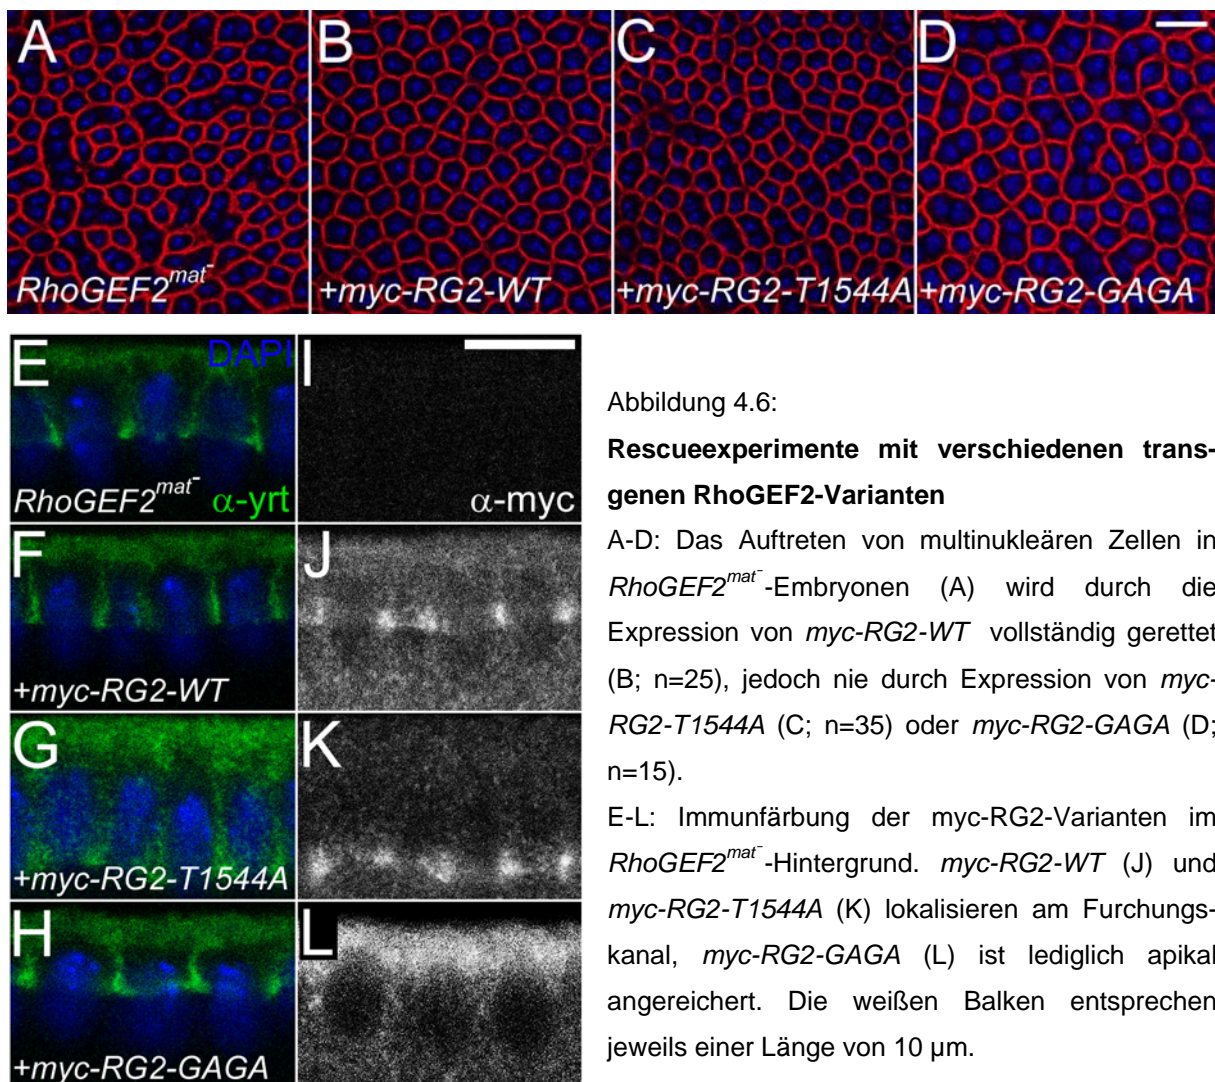 A B C D
RhoGEF2mat- +myc-RG2-WT +myc-RG2-T1544A +myc-RG2-GAGA
E DAPI I
RhoGEF2mat- α-yrt α-myc
F J
+myc-RG2-WT
G K
+myc-RG2-T1544A
H L
+myc-RG2-GAGA
Abbildung 4.6:
Rescueexperimente mit verschiedenen trans-
genen RhoGEF2-Varianten
A-D: Das Auftreten von multinukleären Zellen in
RhoGEF2mat--Embryonen (A) wird durch die
Expression von myc-RG2-WT vollständig gerettet
(B; n=25), jedoch nie durch Expression von myc-
RG2-T1544A (C; n=35) oder myc-RG2-GAGA (D;
n=15).
E-L: Immunfärbung der myc-RG2-Varianten im
RhoGEF2mat--Hintergrund. myc-RG2-WT (J) und
myc-RG2-T1544A (K) lokalisieren am Furchungs-
kanal, myc-RG2-GAGA (L) ist lediglich apikal
angereichert. Die weißen Balken entsprechen
jeweils einer Länge von 10 µm.